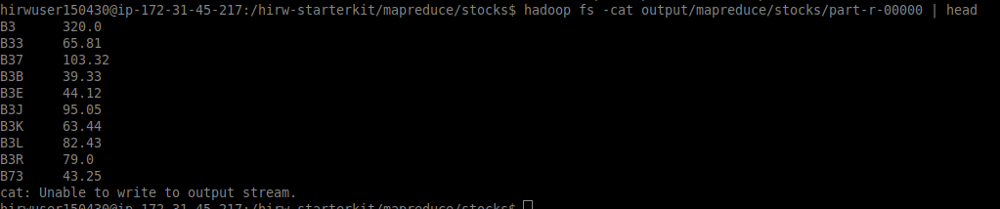 hirwuser150430@ip-172-31-45-217:/hirw-starterkit/mapreduce/stocks$ hadoop fs -cat output/mapreduce/stocks/part-r-00000 | head
B3 320.0
B33 65.81
B37 103.32
B3B 39.33
B3E 44.12
B3J 95.05
B3K 63.44
B3L 82.43
B3R 79.0
B73 43.25
cat: Unable to write to output stream.
hirwuser150430@ip-172-31-45-217:/hirw-starterkit/mapreduce/stocks$